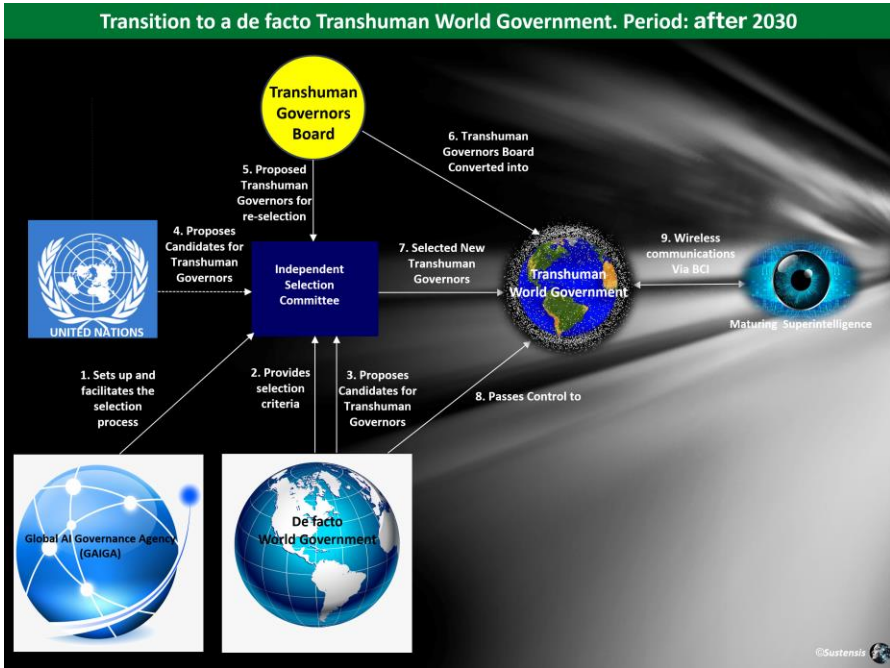 Transition to a de facto Transhuman World Government. Period: after 2030
Transhuman
Governors
Board
6. Transhuman
Governors Board
Converted into
5. Proposed
Transhuman
Governors for
re-selection
4. Proposes
Candidates for
Transhuman
Governors
UNITED NATIONS
Independent
Selection
Committee
7. Selected New
Transhuman
Governors
Transhuman
World Government
9. Wireless
communications
Via BCI
Maturing Superintelligence
1. Sets up and
facilitates the
selection
process
2. Provides
selection
criteria
3. Proposes
Candidates for
Transhuman
Governors
8. Passes Control to
Global AI Governance Agency
(GAIGA)
De facto
World Government
©Sustensis